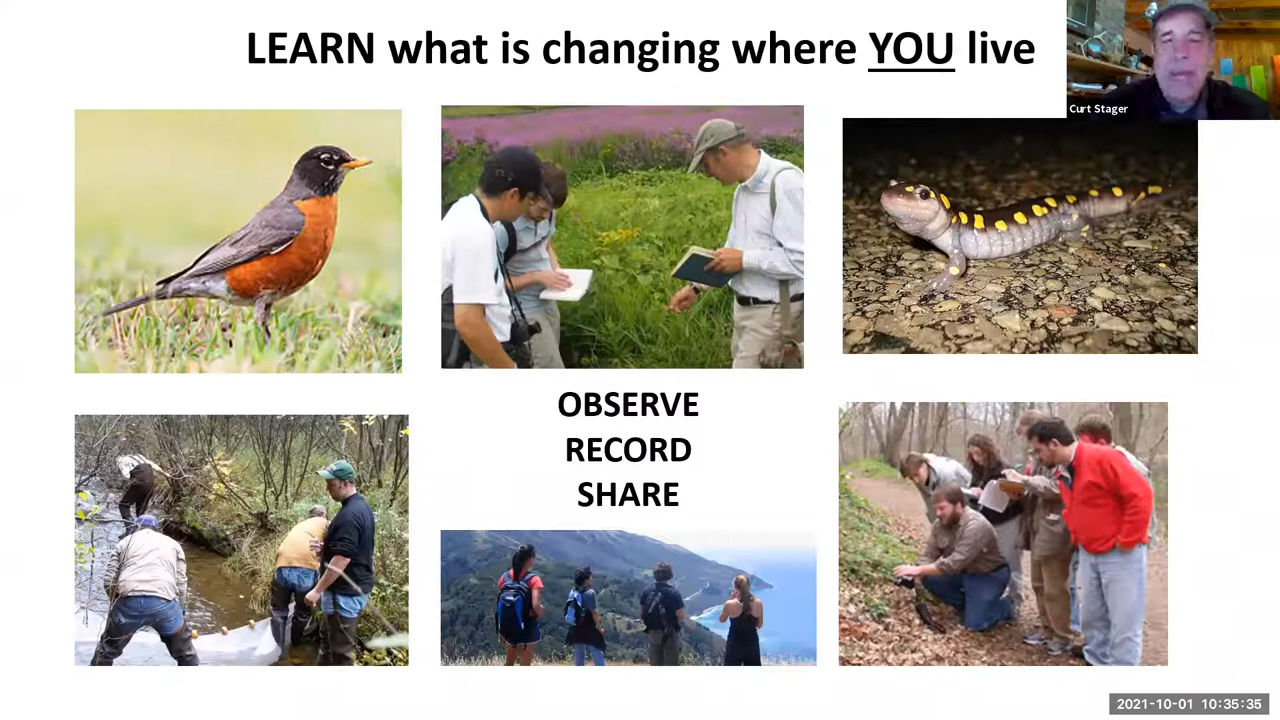 LEARN what is changing where YOU live
Curt Stager
OBSERVE
RECORD
SHARE
2021-10-01 10:35:35